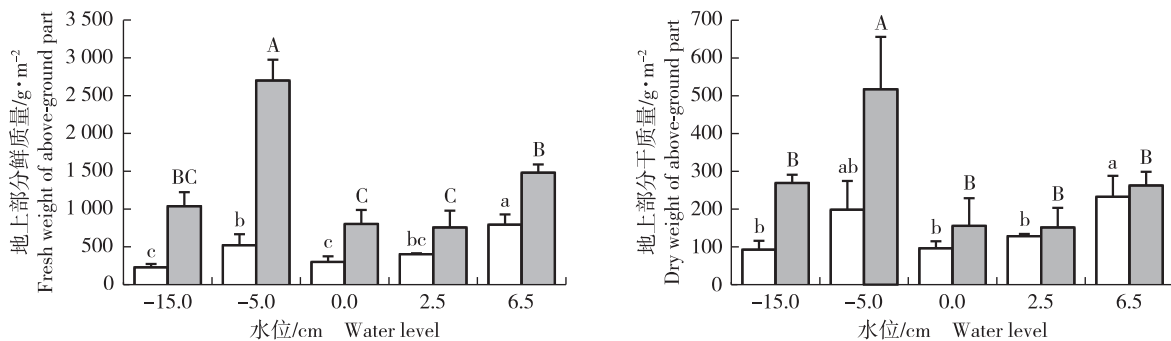 地上部分鲜质量/g·m⁻²
Fresh weight of above-ground part
3 500
3 000
2 500
2 000
1 500
1 000
500
0
BC
c
A
b
C
c
C
bc
B
a
-15.0 -5.0 0.0 2.5 6.5
水位/cm Water level
地上部分干质量/g·m⁻²
Dry weight of above-ground part
700
600
500
400
300
200
100
0
B
b
A
ab
B
b
B
b
B
a
-15.0 -5.0 0.0 2.5 6.5
水位/cm Water level